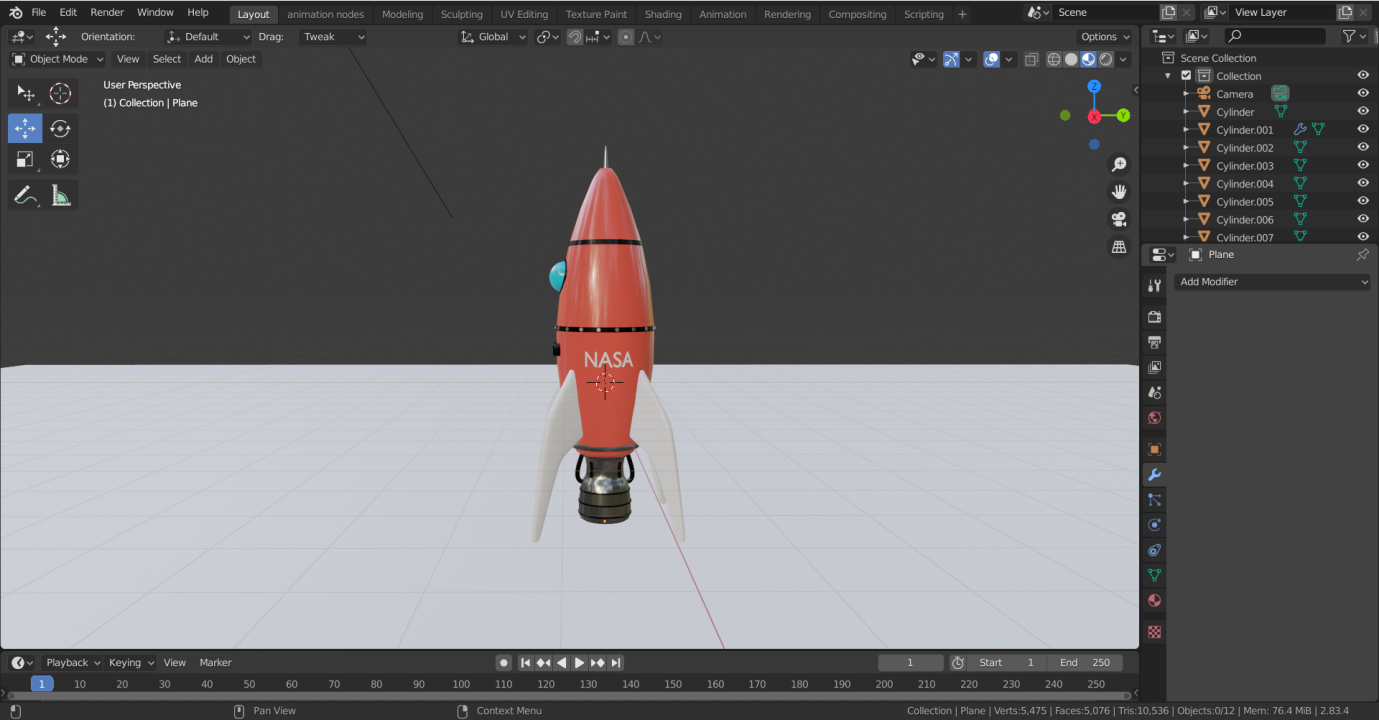 File Edit Render Window Help Layout animation nodes Modeling Sculpting UV Editing Texture Paint Shading Animation Rendering Compositing Scripting + Scene View Layer
Orientation: Default Drag: Tweak Global Options
Object Mode View Select Add Object
User Perspective
(1) Collection | Plane
Z
X
Y
NASA
Scene Collection
Collection
Camera
Cylinder
Cylinder.001
Cylinder.002
Cylinder.003
Cylinder.004
Cylinder.005
Cylinder.006
Cylinder.007
Plane
Add Modifier
Playback Keying View Marker 1 Start 1 End 250
1 10 20 30 40 50 60 70 80 90 100 110 120 130 140 150 160 170 180 190 200 210 220 230 240 250
Pan View Context Menu Collection | Plane | Verts:5,475 | Faces:5,076 | Tris:10,536 | Objects:0/12 | Mem: 76.4 MiB | 2.83.4